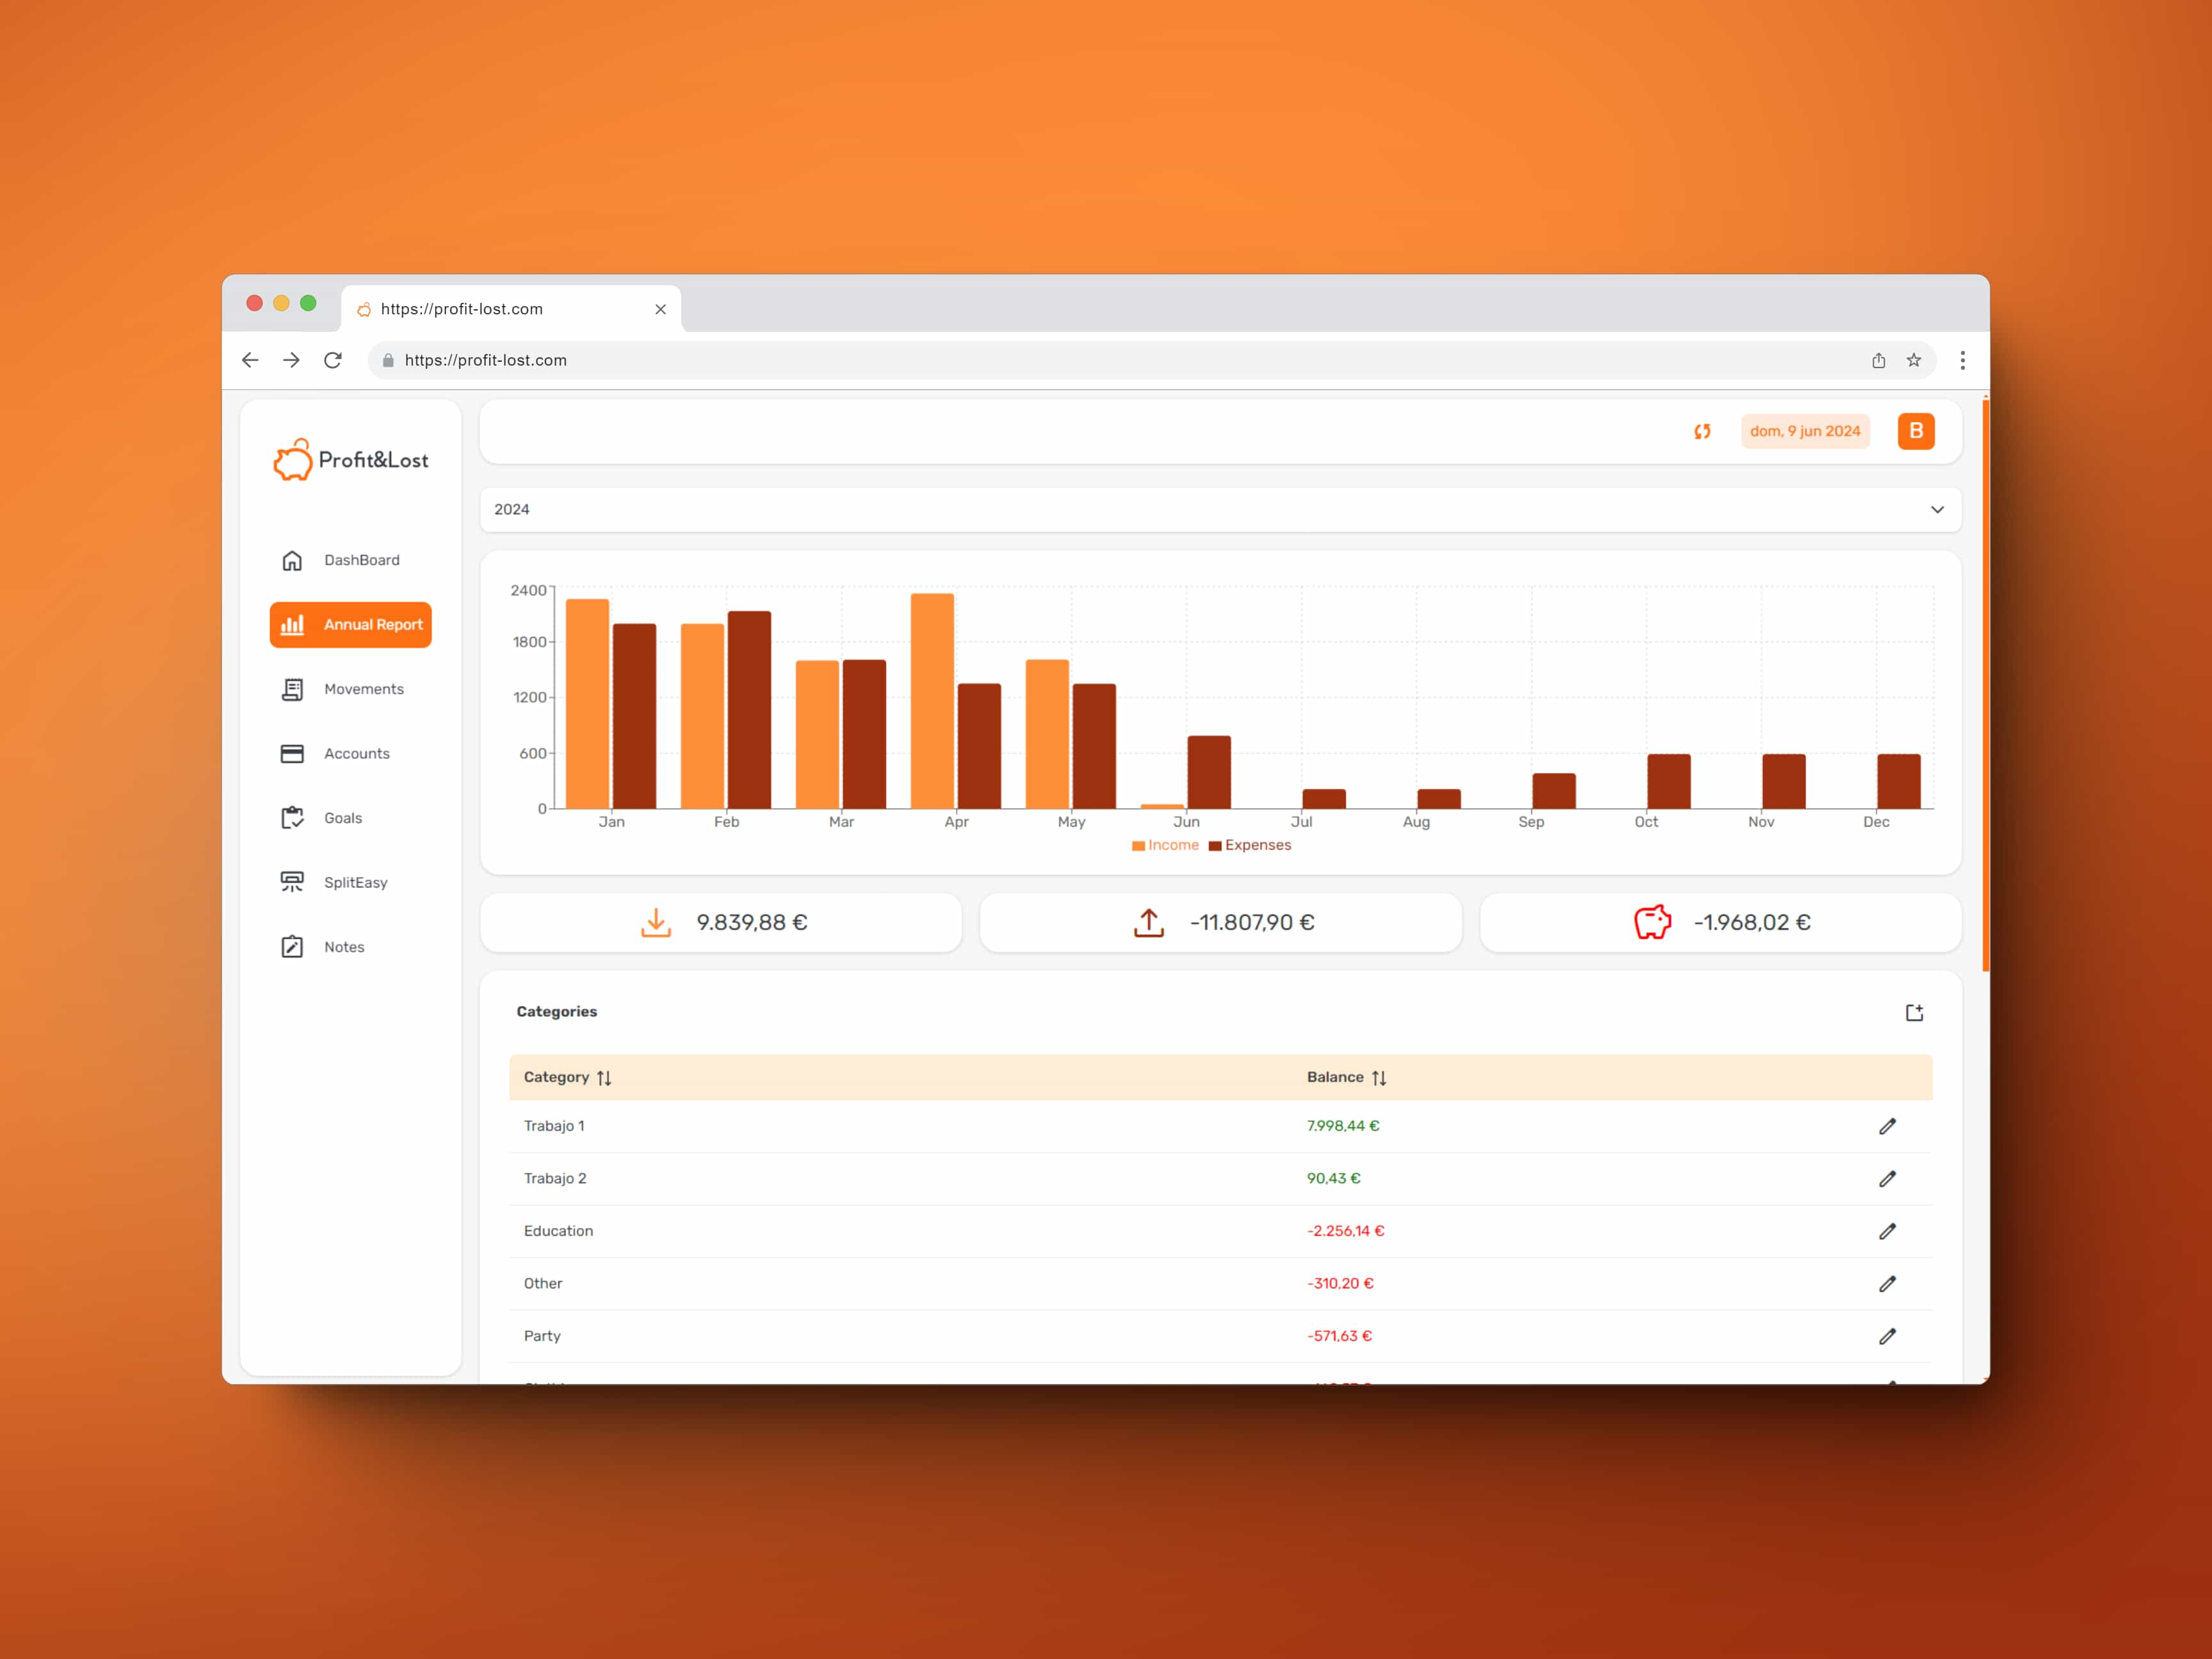 https://profit-lost.com
https://profit-lost.com
Profit&Lost
dom, 9 jun 2024
B
2024
DashBoard
Annual Report
Movements
Accounts
Goals
SplitEasy
Notes
2400
1800
1200
600
0
Jan Feb Mar Apr May Jun Jul Aug Sep Oct Nov Dec
Income Expenses
9.839,88 €
-11.807,90 €
-1.968,02 €
Categories
Category Balance
Trabajo 1 7.998,44 €
Trabajo 2 90,43 €
Education -2.256,14 €
Other -310,20 €
Party -571,63 €